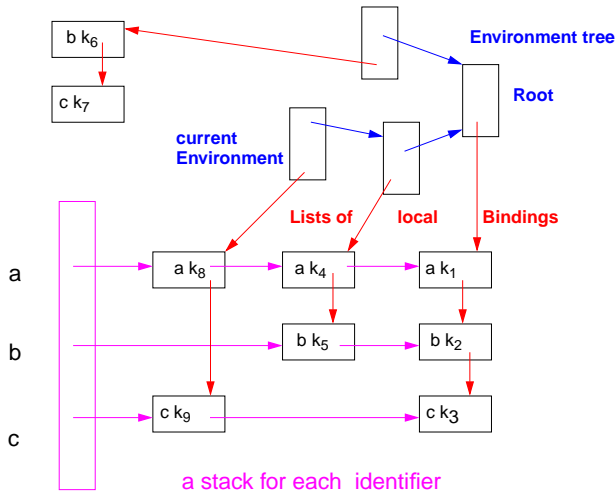 b k6
Environment tree
c k7
Root
current
Environment
Lists of local Bindings
a
a k8
a k4
a k1
b
b k5
b k2
c
c k9
c k3
a stack for each identifier